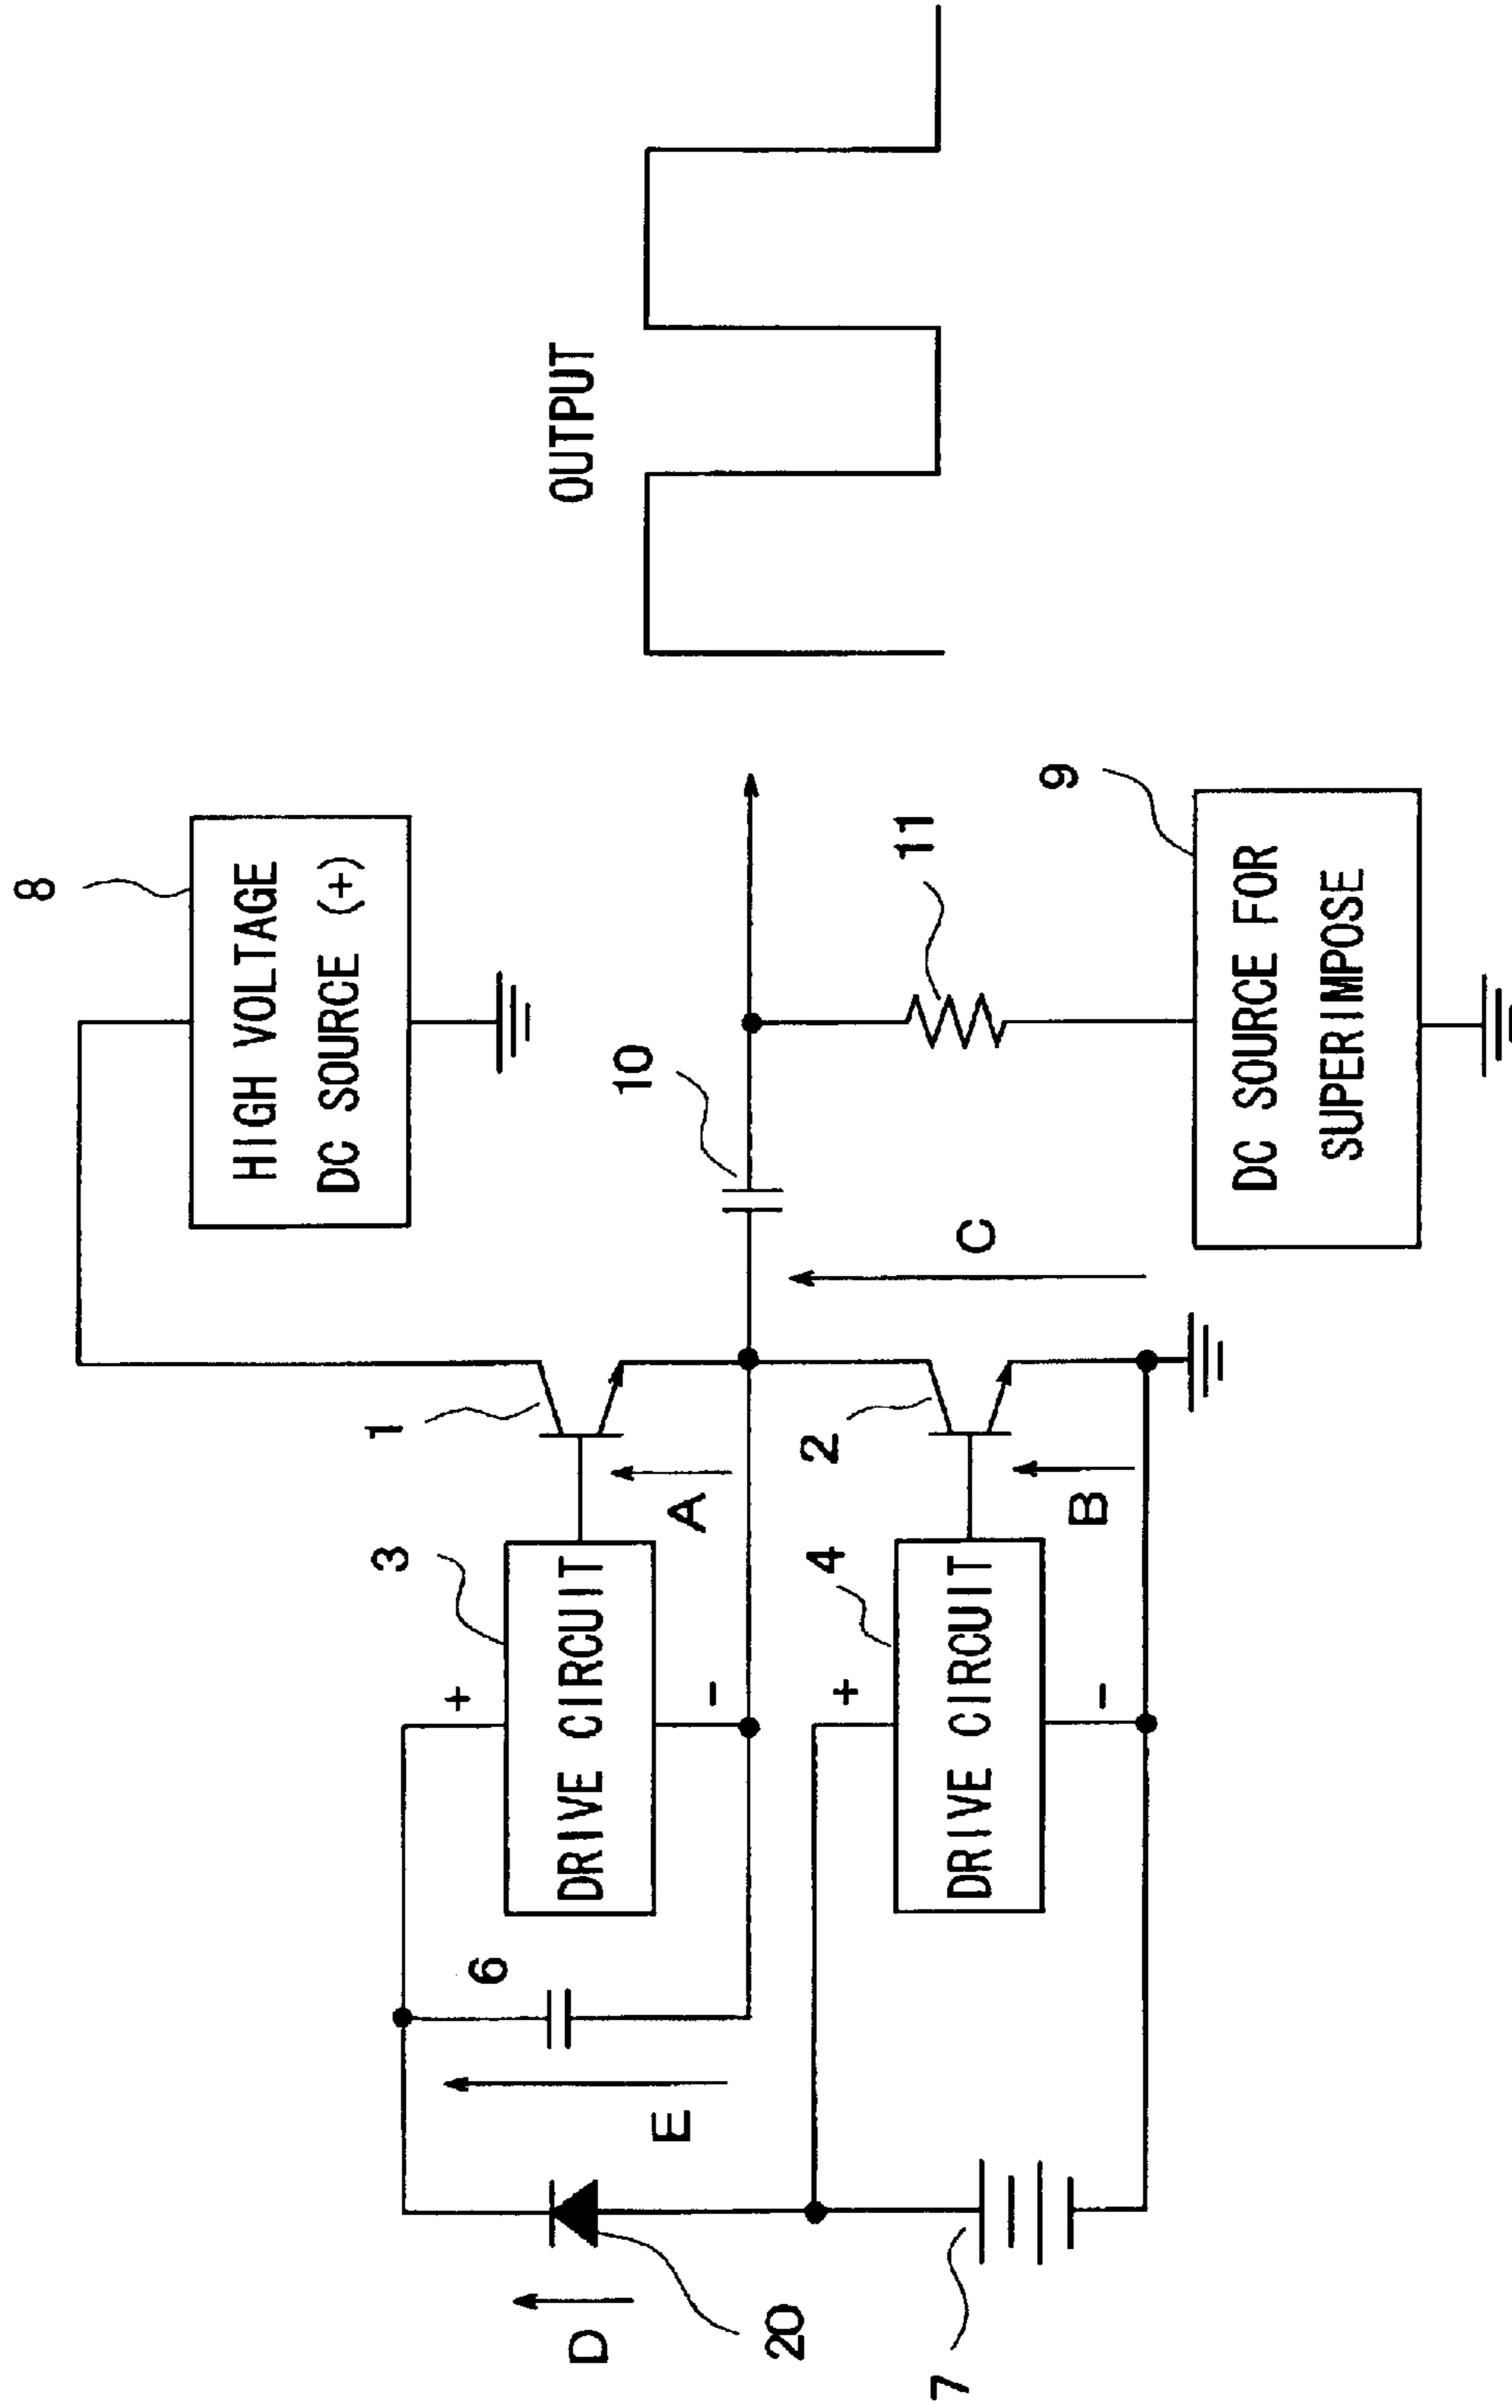 8
HIGH VOLTAGE
DC SOURCE (+)
OUTPUT
1
3
+
DRIVE CIRCUIT
-
A
6
E
D
20
10
C
11
2
4
+
DRIVE CIRCUIT
-
B
7
9
DC SOURCE FOR
SUPERIMPOSE